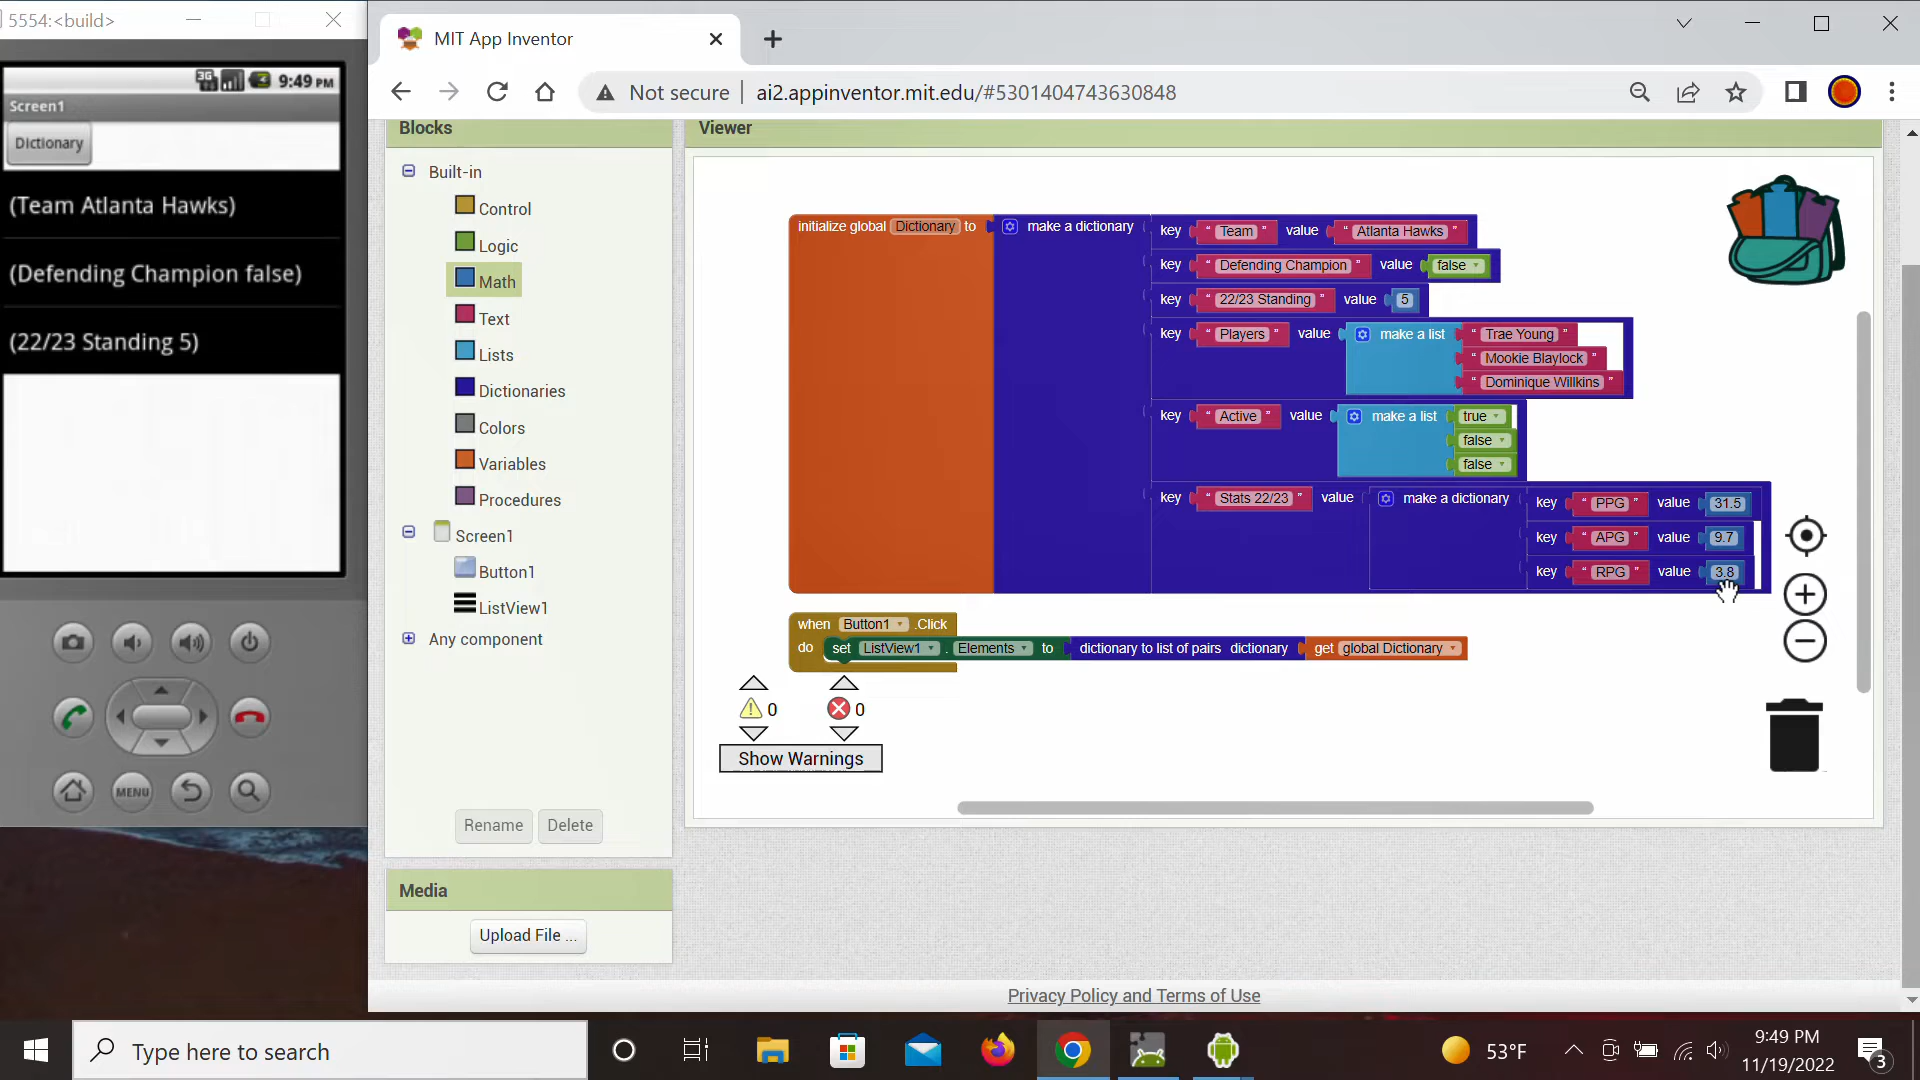 5554:<build>
9:49 PM
Screen1
Dictionary
(Team Atlanta Hawks)
(Defending Champion false)
(22/23 Standing 5)
MENU
MIT App Inventor
Not secure ai2.appinventor.mit.edu/#5301404743630848
Blocks
Built-in
Control
Logic
Math
Text
Lists
Dictionaries
Colors
Variables
Procedures
Screen1
Button1
ListView1
Any component
Rename Delete
Media
Upload File ...
Viewer
initialize global Dictionary to make a dictionary key " Team " value " Atlanta Hawks "
key " Defending Champion " value false
key " 22/23 Standing " value 5
key " Players " value make a list " Trae Young "
" Mookie Blaylock "
" Dominique Willkins "
key " Active " value make a list true
false
false
key " Stats 22/23 " value make a dictionary key " PPG " value 31.5
key " APG " value 9.7
key " RPG " value 3.8
when Button1 .Click
do set ListView1 . Elements to dictionary to list of pairs dictionary get global Dictionary
0 0
Show Warnings
Privacy Policy and Terms of Use
Type here to search
53°F
9:49 PM
11/19/2022
3